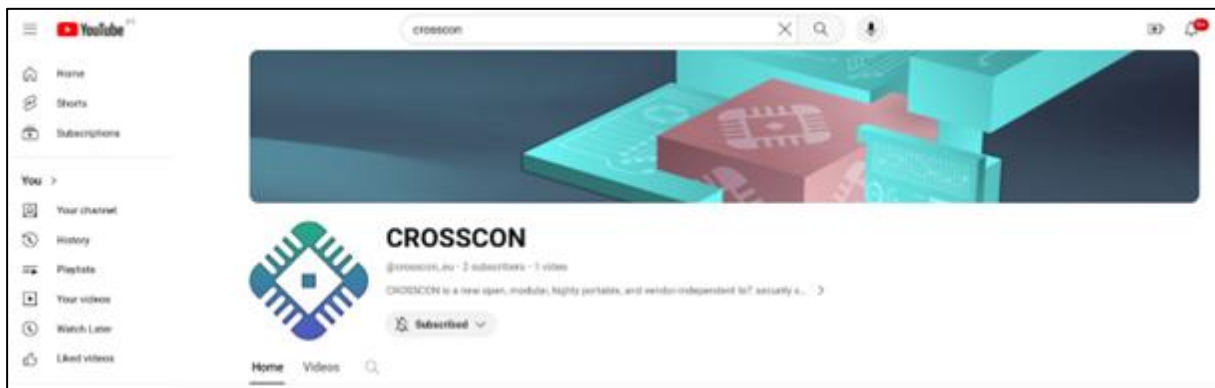 YouTube PT
crosscon
Home
Shorts
Subscriptions
You >
Your channel
History
Playlists
Your videos
Watch Later
Liked videos
CROSSCON
@crosscon_eu · 2 subscribers · 1 video
CROSSCON is a new open, modular, highly portable, and vendor-independent IoT security s... >
Subscribed
Home Videos